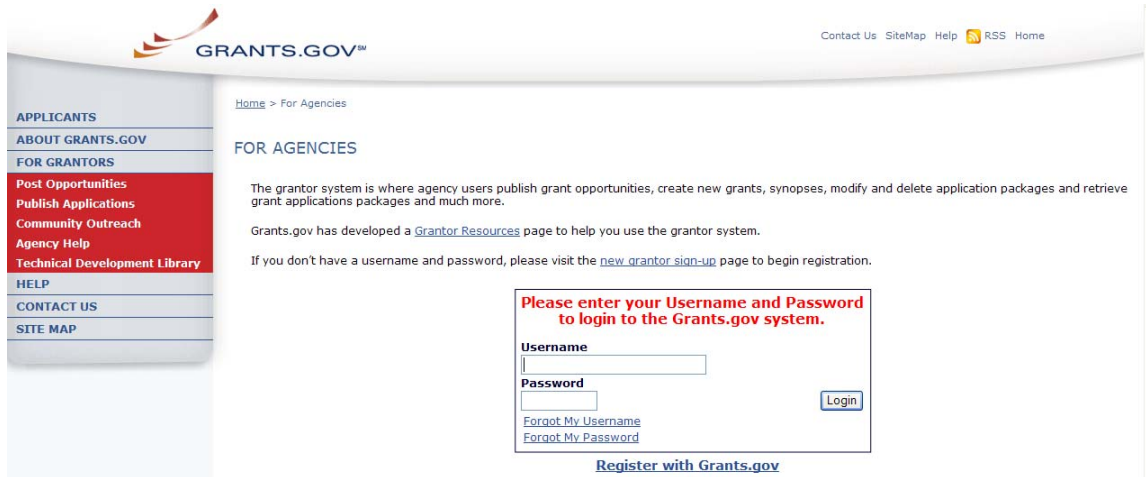 GRANTS.GOV℠
Contact Us SiteMap Help RSS Home
Home > For Agencies
APPLICANTS
ABOUT GRANTS.GOV
FOR GRANTORS
Post Opportunities
Publish Applications
Community Outreach
Agency Help
Technical Development Library
HELP
CONTACT US
SITE MAP
FOR AGENCIES
The grantor system is where agency users publish grant opportunities, create new grants, synopses, modify and delete application packages and retrieve
grant applications packages and much more.
Grants.gov has developed a Grantor Resources page to help you use the grantor system.
If you don't have a username and password, please visit the new grantor sign-up page to begin registration.
Please enter your Username and Password
to login to the Grants.gov system.
Username
Password
Login
Forgot My Username
Forgot My Password
Register with Grants.gov